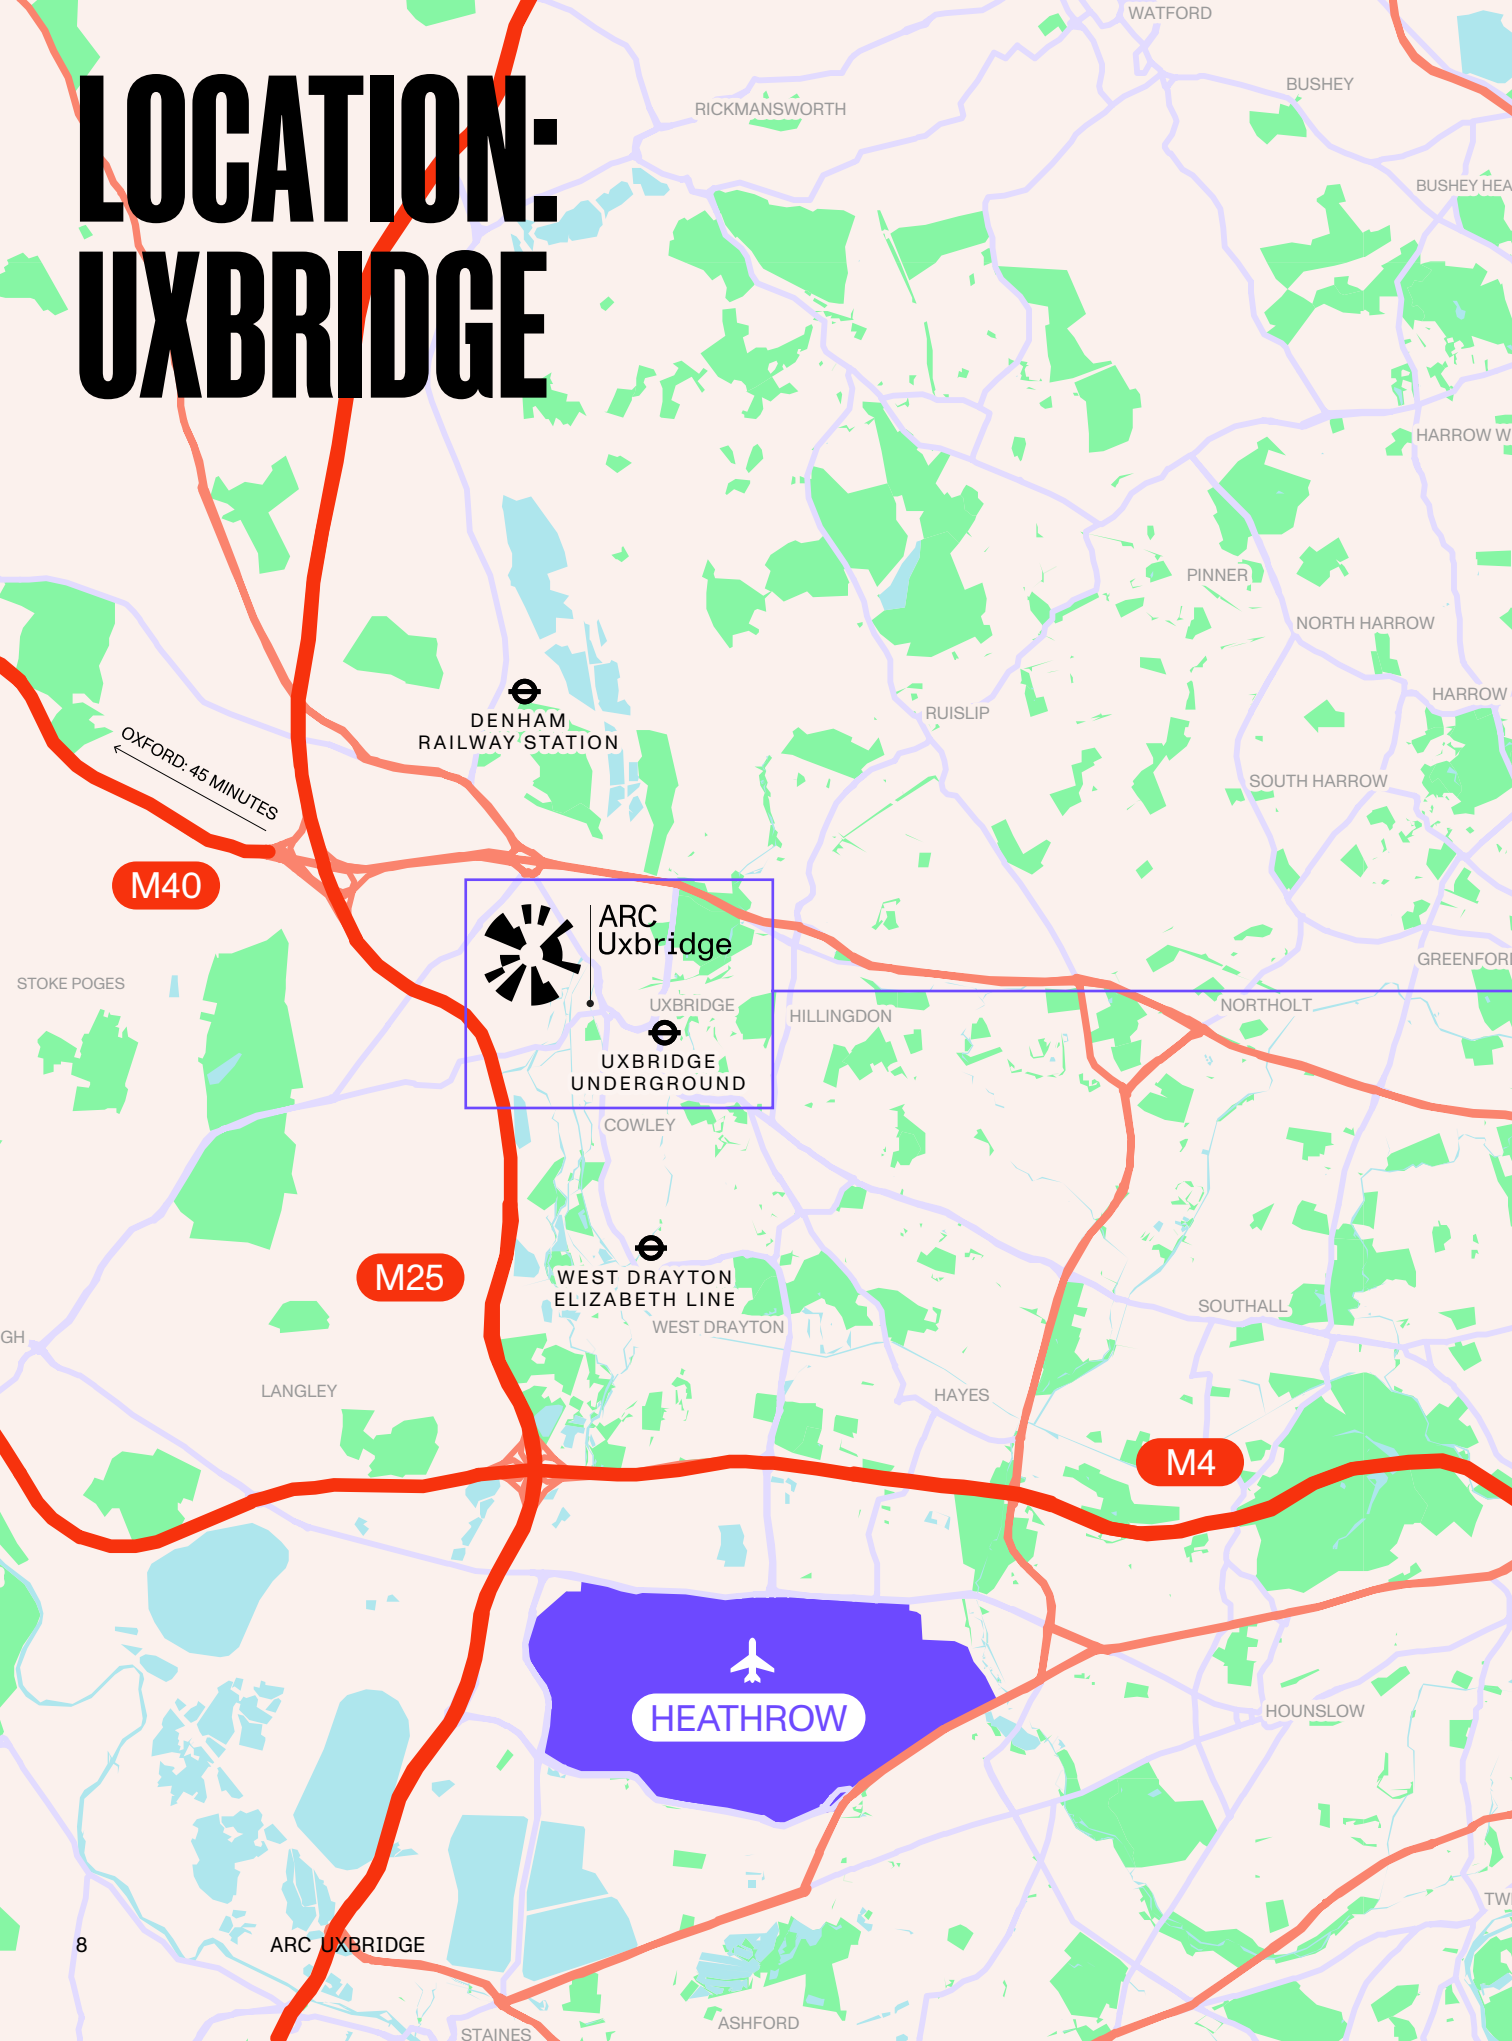 LOCATION:
UXBRIDGE
WATFORD
RICKMANSWORTH
BUSHEY
BUSHEY HEA
HARROW W
PINNER
NORTH HARROW
HARROW
DENHAM
RAILWAY STATION
RUISLIP
OXFORD: 45 MINUTES
SOUTH HARROW
M40
ARC
Uxbridge
STOKE POGES
GREENFOR
UXBRIDGE
HILLINGDON
NORTHOLT
UXBRIDGE
UNDERGROUND
COWLEY
M25
WEST DRAYTON
ELIZABETH LINE
WEST DRAYTON
SOUTHALL
GH
LANGLEY
HAYES
M4
HEATHROW
HOUNSLOW
TW
8
ARC UXBRIDGE
ASHFORD
STAINES